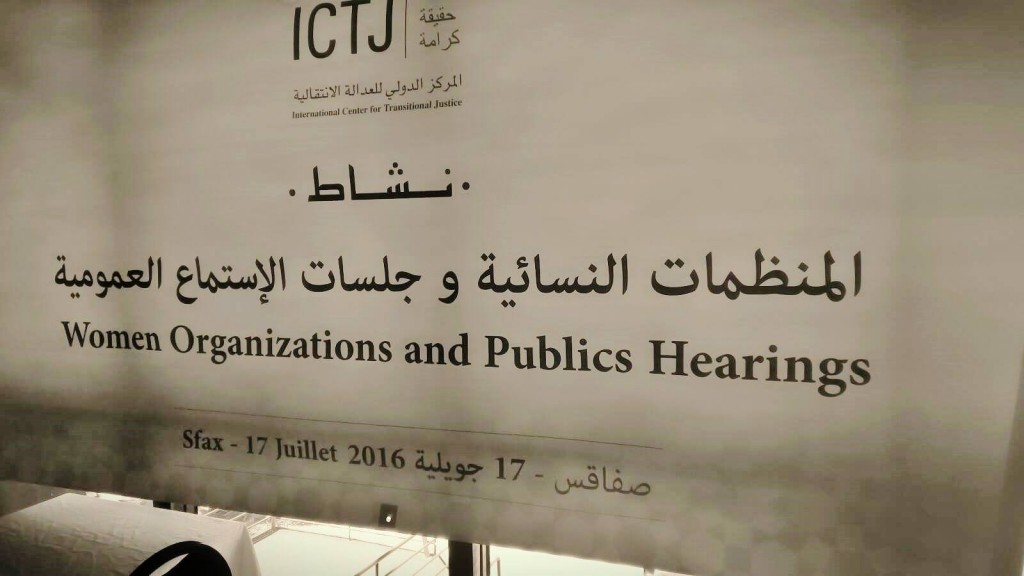 ICTJ
حقيقة
كرامة
المركز الدولي للعدالة الانتقالية
International Center for Transitional Justice
· نـــشـــاط ·
المنظمات النسائية و جلسات الإستماع العمومية
Women Organizations and Publics Hearings
صفاقس - 17 جويلية Sfax - 17 Juillet 2016